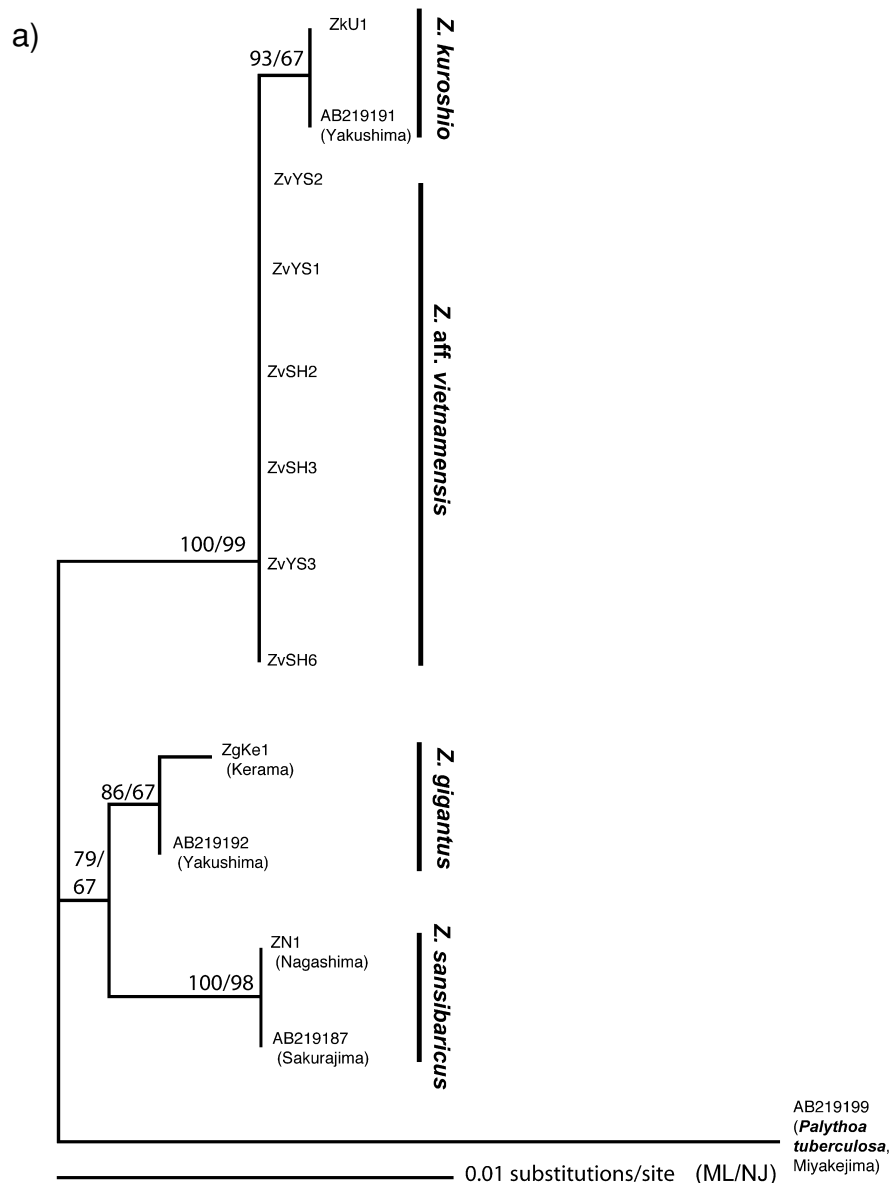 a)
ZkU1
93/67
AB219191
(Yakushima)
Z. kuroshio
ZvYS2
ZvYS1
ZvSH2
ZvSH3
100/99
ZvYS3
ZvSH6
Z. aff. vietnamensis
ZgKe1
(Kerama)
86/67
AB219192
(Yakushima)
Z. gigantus
79/
67
ZN1
(Nagashima)
100/98
AB219187
(Sakurajima)
Z. sansibaricus
AB219199
(Palythoa
tuberculosa,
Miyakejima)
0.01 substitutions/site (ML/NJ)